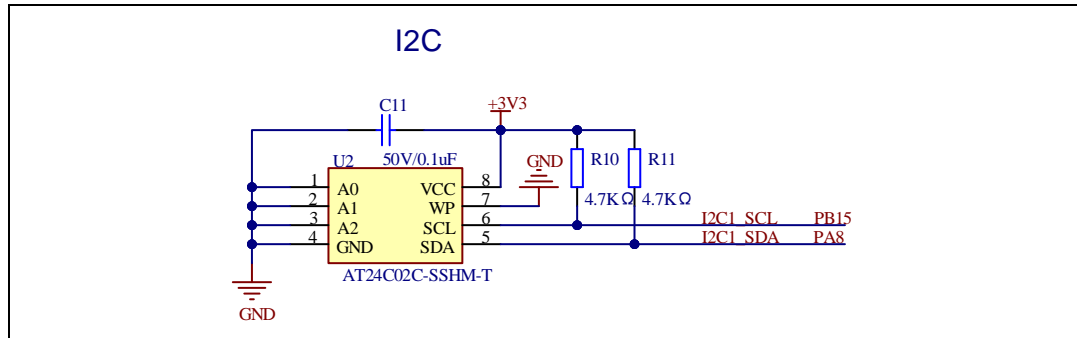 I2C
C11
+3V3
U2
50V/0.1uF
GND
R10
R11
1
A0
VCC
8
2
A1
WP
7
4.7KΩ
4.7KΩ
3
A2
SCL
6
I2C1_SCL
PB15
4
GND
SDA
5
I2C1_SDA
PA8
AT24C02C-SSHM-T
GND